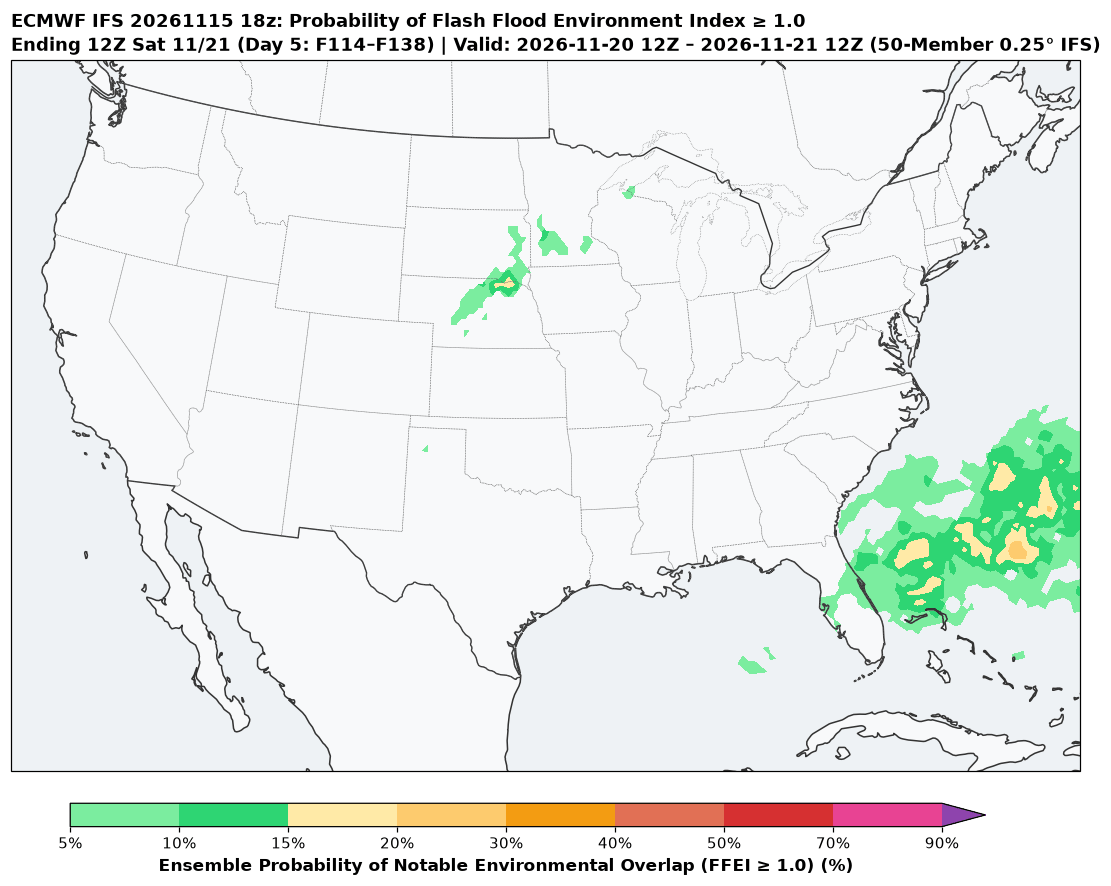 ECMWF IFS 20261115 18z: Probability of Flash Flood Environment Index ≥ 1.0
Ending 12Z Sat 11/21 (Day 5: F114–F138) | Valid: 2026-11-20 12Z – 2026-11-21 12Z (50-Member 0.25° IFS)
5% 10% 15% 20% 30% 40% 50% 70% 90%
Ensemble Probability of Notable Environmental Overlap (FFEI ≥ 1.0) (%)